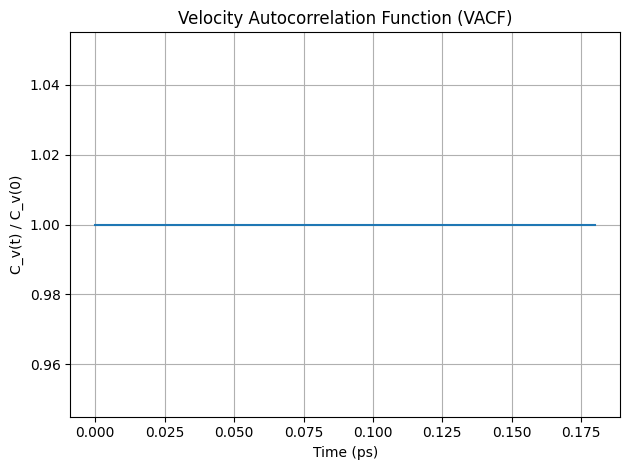 Velocity Autocorrelation Function (VACF)
C_v(t) / C_v(0)
1.04
1.02
1.00
0.98
0.96
0.000 0.025 0.050 0.075 0.100 0.125 0.150 0.175
Time (ps)